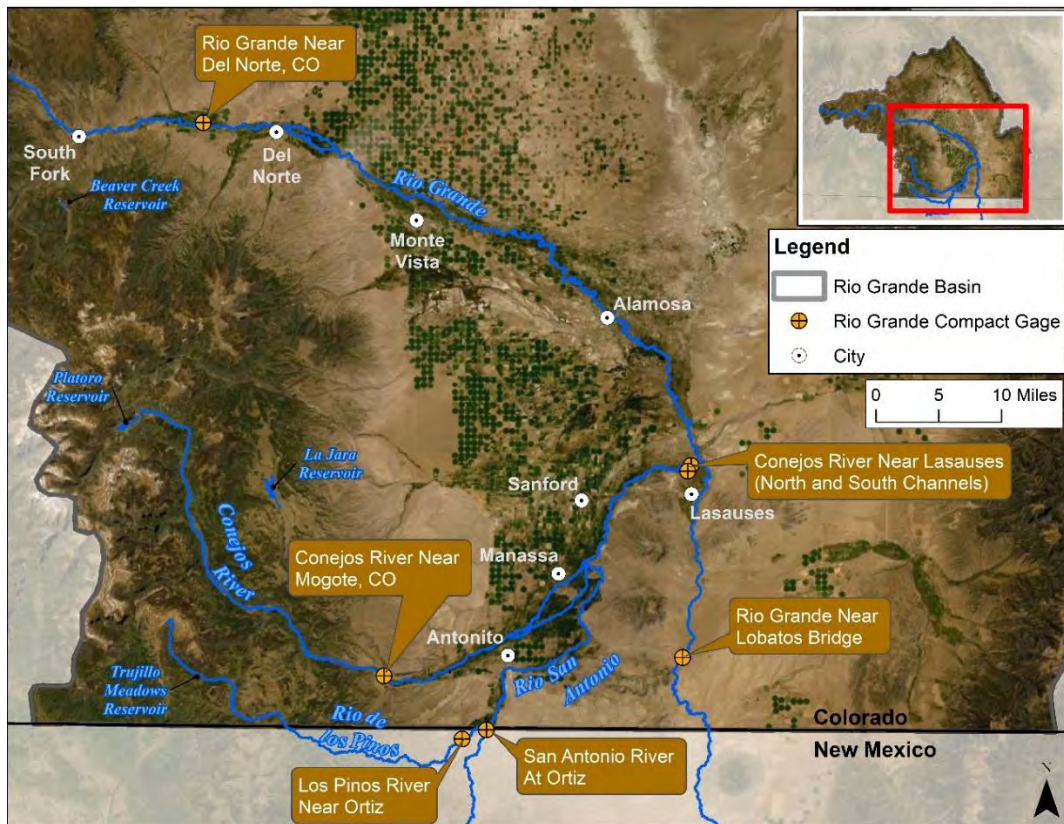 Rio Grande Near
Del Norte, CO
South
Fork
Del
Norte
Beaver Creek
Reservoir
Rio Grande
Monte
Vista
Alamosa
Legend
Rio Grande Basin
Rio Grande Compact Gage
City
0 5 10 Miles
Platoro
Reservoir
La Jara
Reservoir
Sanford
Conejos River Near Lasauses
(North and South Channels)
Lasauses
Conejos
River
Conejos River Near
Mogote, CO
Manassa
Antonito
Rio San
Antonio
Rio Grande Near
Lobatos Bridge
Trujillo
Meadows
Reservoir
Rio de
los Pinos
Colorado
New Mexico
Los Pinos River
Near Ortiz
San Antonio River
At Ortiz
N